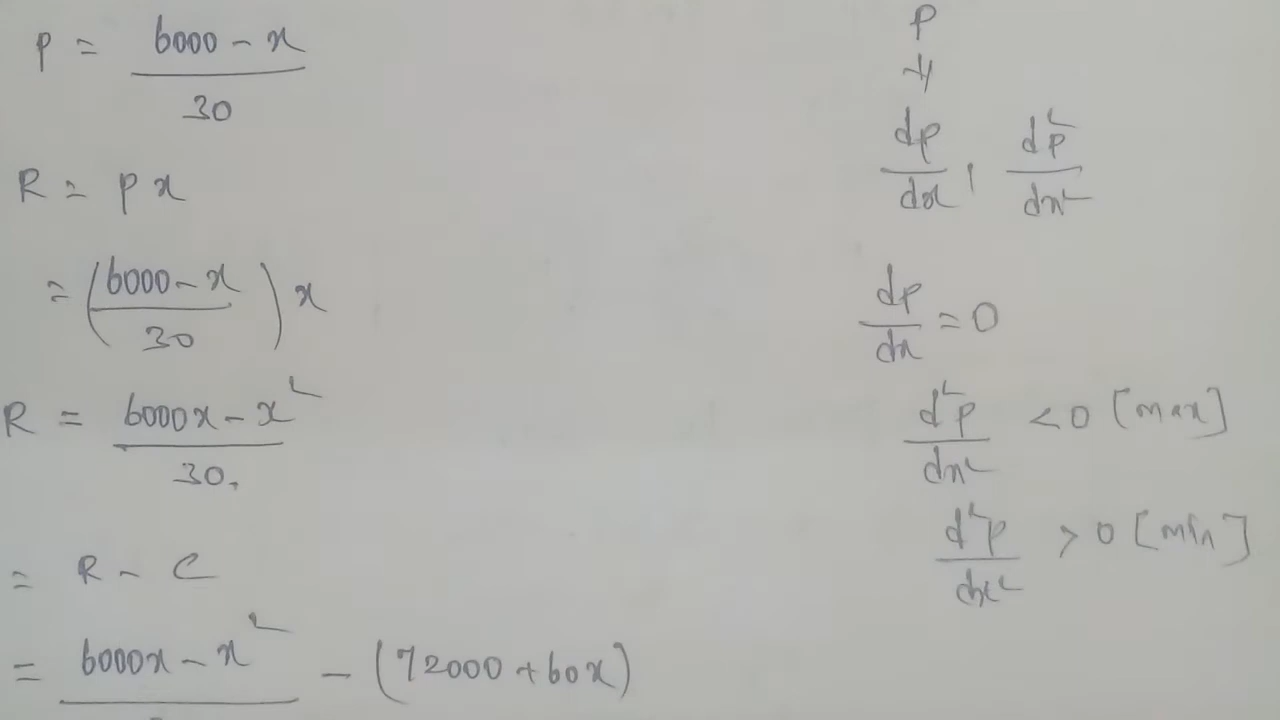 p = 6000 - x
30
R = p x
= (6000 - x
30) x
R = 6000x - x²
30.
= R - C
= 6000x - x² - (72000 + 60x)
P
dp/dx, d²p/dx²
dp/dx = 0
d²p/dx² < 0 [max]
d²p/dx² > 0 [min]